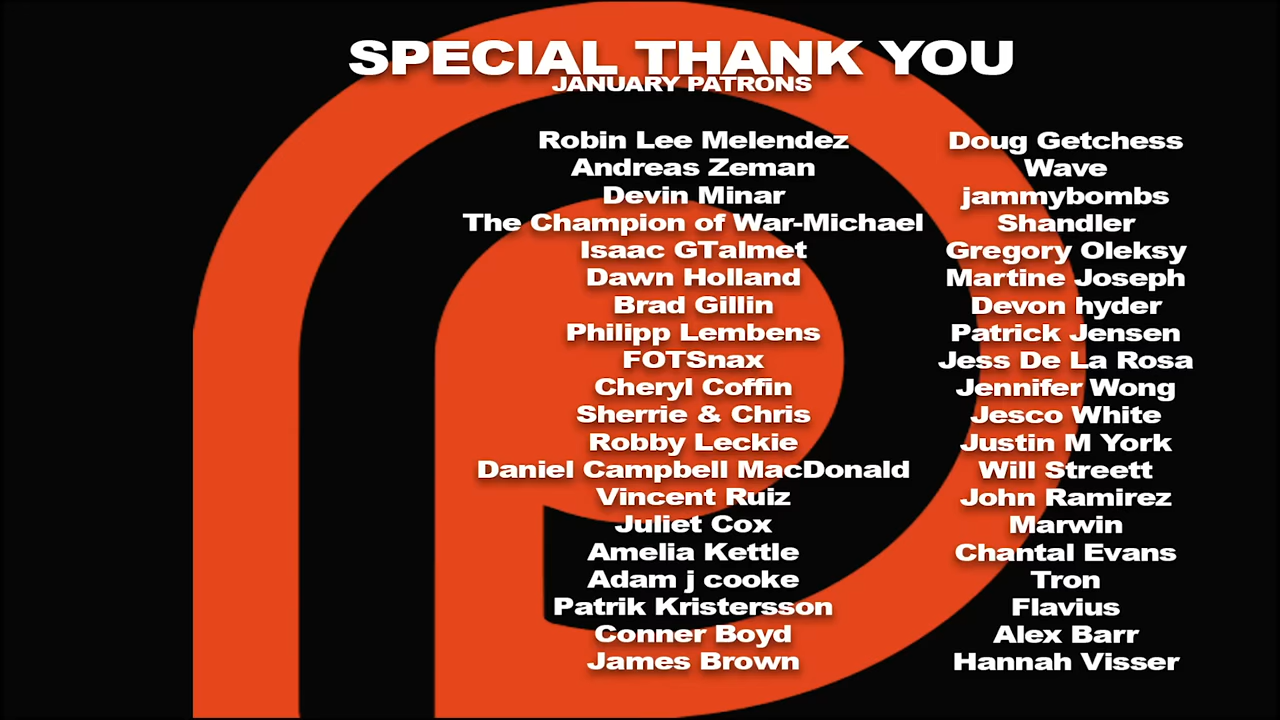 SPECIAL THANK YOU
JANUARY PATRONS
Robin Lee Melendez
Andreas Zeman
Devin Minar
The Champion of War-Michael
Isaac GTalmet
Dawn Holland
Brad Gillin
Philipp Lembens
FOTSnax
Cheryl Coffin
Sherrie & Chris
Robby Leckie
Daniel Campbell MacDonald
Vincent Ruiz
Juliet Cox
Amelia Kettle
Adam j cooke
Patrik Kristersson
Conner Boyd
James Brown
Doug Getchess
Wave
jammybombs
Shandler
Gregory Oleksy
Martine Joseph
Devon hyder
Patrick Jensen
Jess De La Rosa
Jennifer Wong
Jesco White
Justin M York
Will Streett
John Ramirez
Marwin
Chantal Evans
Tron
Flavius
Alex Barr
Hannah Visser